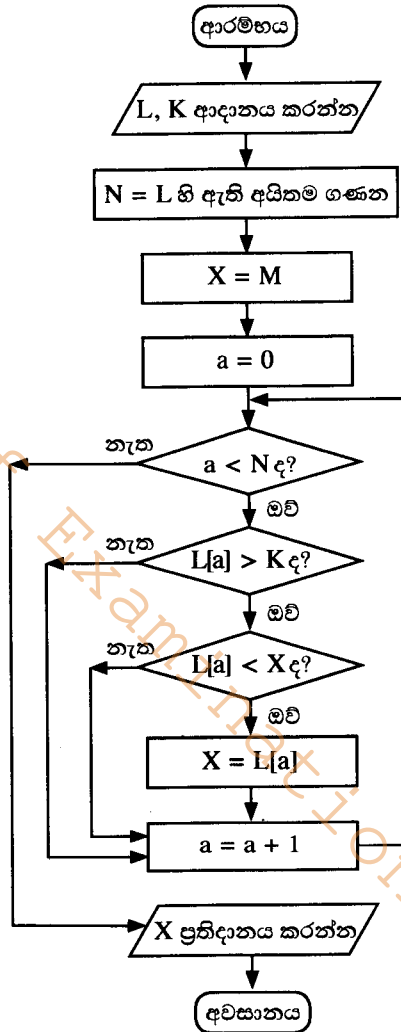 ආරම්භය
L, K ආදානය කරන්න
N = L හි ඇති අයිතම ගණන
X = M
a = 0
නැත
a < N ද?
ඔව්
නැත
L[a] > K ද?
ඔව්
නැත
L[a] < X ද?
ඔව්
X = L[a]
a = a + 1
X ප්‍රතිදානය කරන්න
අවසානය
Examination